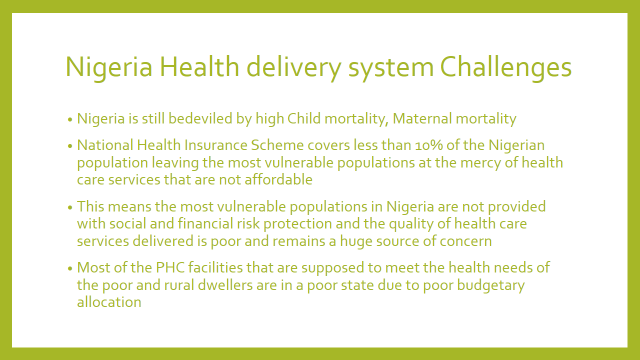 Nigeria Health delivery system Challenges
• Nigeria is still bedeviled by high Child mortality, Maternal mortality
• National Health Insurance Scheme covers less than 10% of the Nigerian
population leaving the most vulnerable populations at the mercy of health
care services that are not affordable
• This means the most vulnerable populations in Nigeria are not provided
with social and financial risk protection and the quality of health care
services delivered is poor and remains a huge source of concern
• Most of the PHC facilities that are supposed to meet the health needs of
the poor and rural dwellers are in a poor state due to poor budgetary
allocation